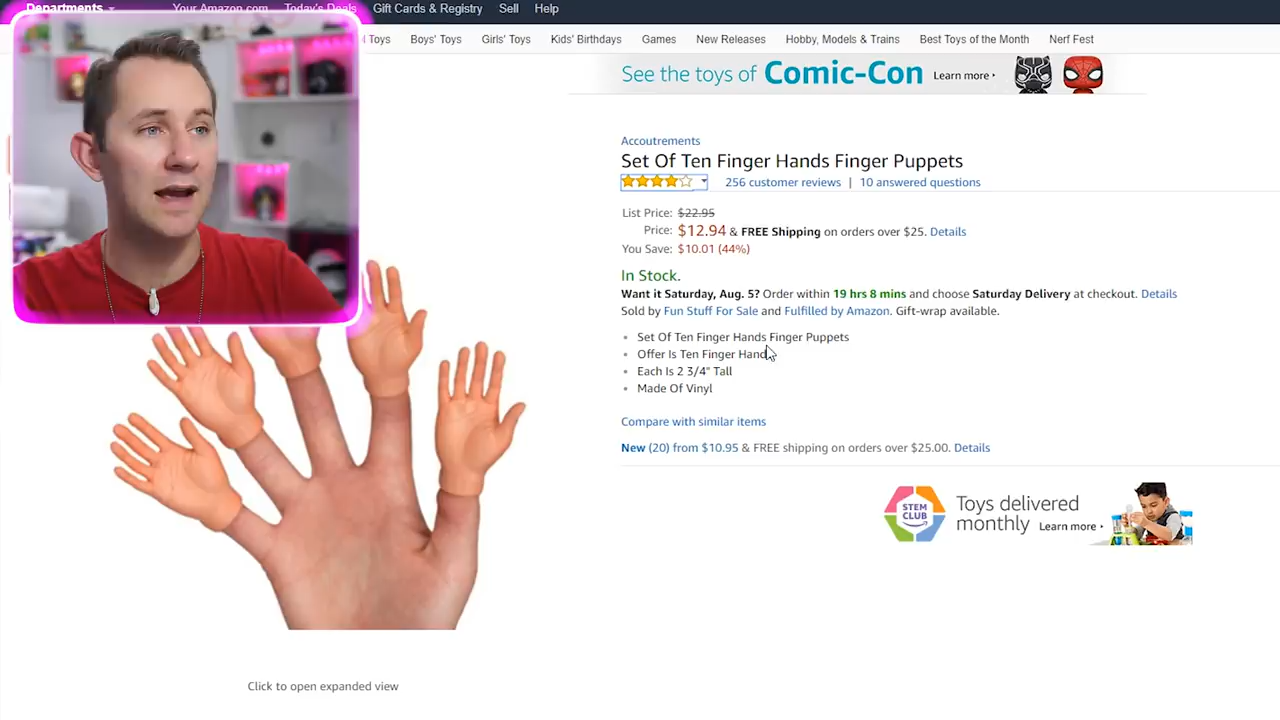 Departments
Your Amazon.com Today's Deals Gift Cards & Registry Sell Help
Toys Boys' Toys Girls' Toys Kids' Birthdays Games New Releases Hobby, Models & Trains Best Toys of the Month Nerf Fest
See the toys of Comic-Con Learn more
Accoutrements
Set Of Ten Finger Hands Finger Puppets
256 customer reviews | 10 answered questions
List Price: $22.95
Price: $12.94 & FREE Shipping on orders over $25. Details
You Save: $10.01 (44%)
In Stock.
Want it Saturday, Aug. 5? Order within 19 hrs 8 mins and choose Saturday Delivery at checkout. Details
Sold by Fun Stuff For Sale and Fulfilled by Amazon. Gift-wrap available.
Set Of Ten Finger Hands Finger Puppets
Offer Is Ten Finger Hand
Each Is 2 3/4" Tall
Made Of Vinyl
Compare with similar items
New (20) from $10.95 & FREE shipping on orders over $25.00. Details
STEM CLUB
Toys delivered
monthly Learn more
Click to open expanded view